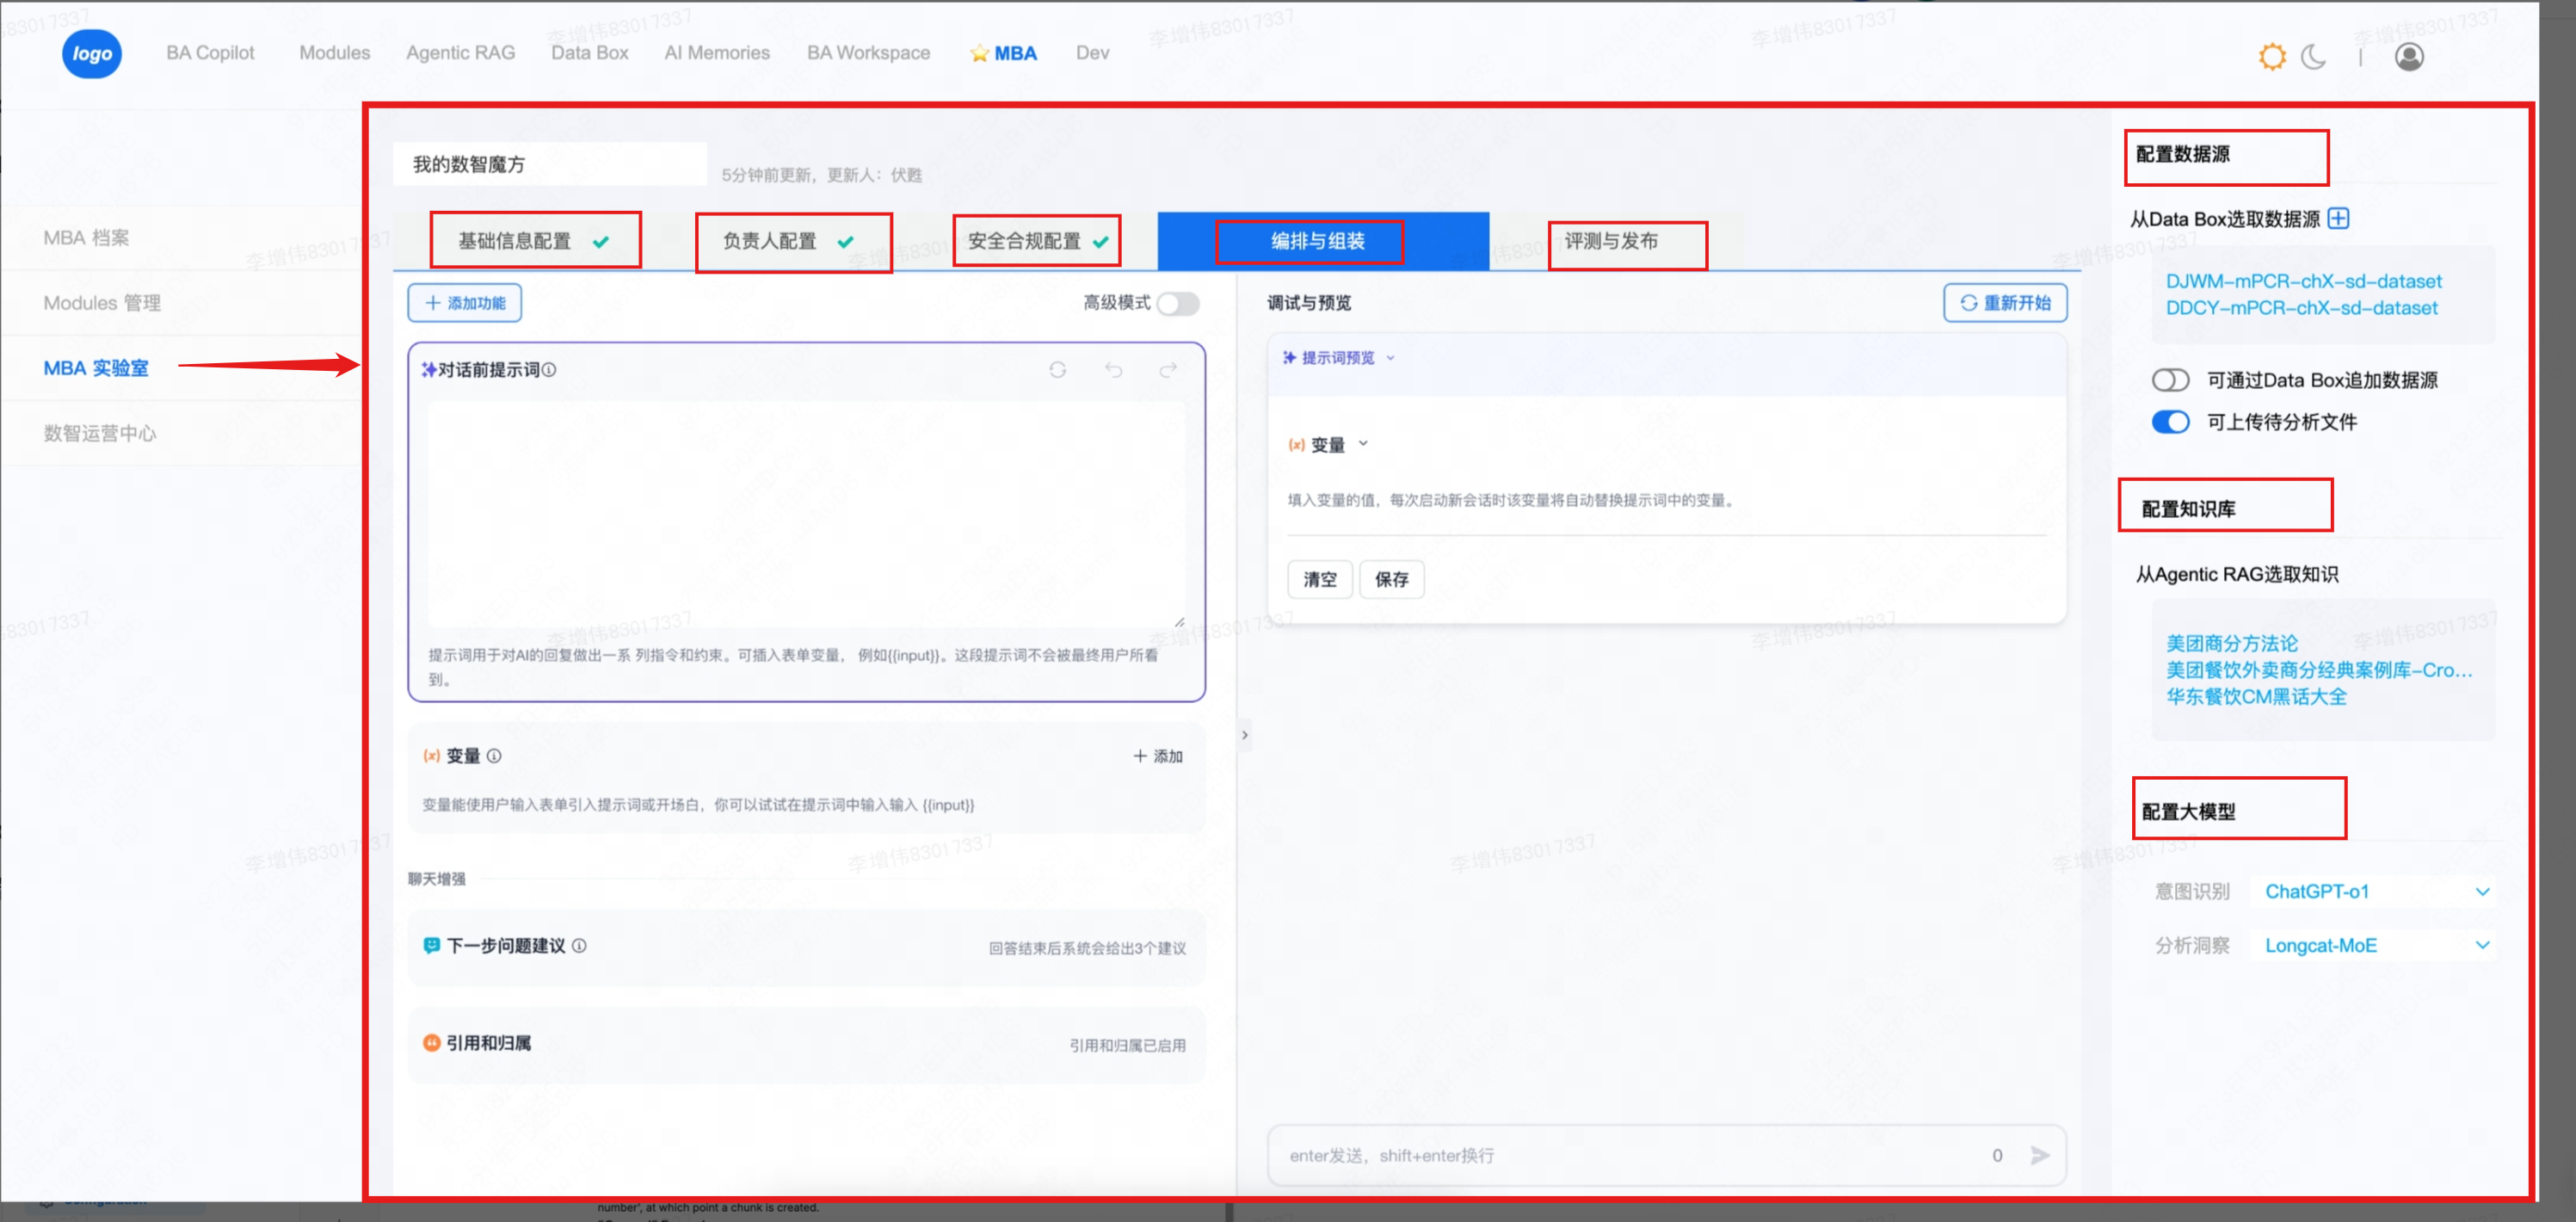 logo
BA Copilot
Modules
Agentic RAG
Data Box
AI Memories
BA Workspace
MBA
Dev
MBA 档案
Modules 管理
MBA 实验室
数智运营中心
我的数智魔方
5分钟前更新，更新人：伏甦
基础信息配置
负责人配置
安全合规配置
编排与组装
评测与发布
+ 添加功能
高级模式
对话前提示词
提示词用于对AI的回复做出一系 列指令和约束。可插入表单变量， 例如{{input}}。这段提示词不会被最终用户所看
到。
{x} 变量
+ 添加
变量能使用户输入表单引入提示词或开场白，你可以试试在提示词中输入输入 {{input}}
聊天增强
下一步问题建议
回答结束后系统会给出3个建议
引用和归属
引用和归属已启用
调试与预览
重新开始
提示词预览
{x} 变量
填入变量的值，每次启动新会话时该变量将自动替换提示词中的变量。
清空
保存
enter发送，shift+enter换行
0
配置数据源
从Data Box选取数据源
DJWM-mPCR-chX-sd-dataset
DDCY-mPCR-chX-sd-dataset
可通过Data Box追加数据源
可上传待分析文件
配置知识库
从Agentic RAG选取知识
美团商分方法论
美团餐饮外卖商分经典案例库-Cro...
华东餐饮CM黑话大全
配置大模型
意图识别
ChatGPT-o1
分析洞察
Longcat-MoE
number', at which point a chunk is created.
李增伟83017337